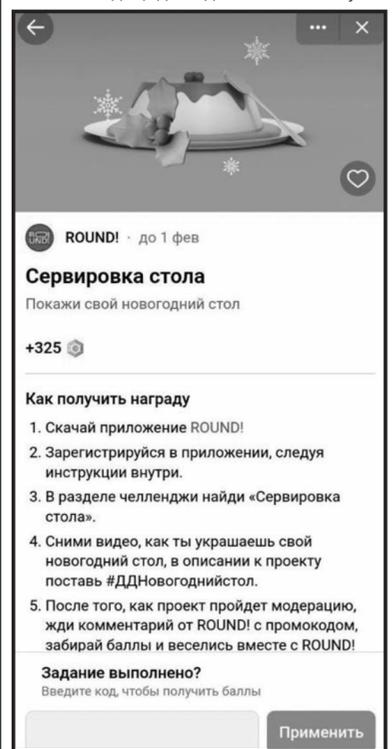 ROUND! · до 1 фев
Сервировка стола
Покажи свой новогодний стол
+325
Как получить награду
1. Скачай приложение ROUND!
2. Зарегистрируйся в приложении, следуя
инструкции внутри.
3. В разделе челленджи найди «Сервировка
стола».
4. Сними видео, как ты украшаешь свой
новогодний стол, в описании к проекту
поставь #ДДНовогоднийстол.
5. После того, как проект пройдет модерацию,
жди комментарий от ROUND! с промокодом,
забирай баллы и веселись вместе с ROUND!
Задание выполнено?
Введите код, чтобы получить баллы
Применить